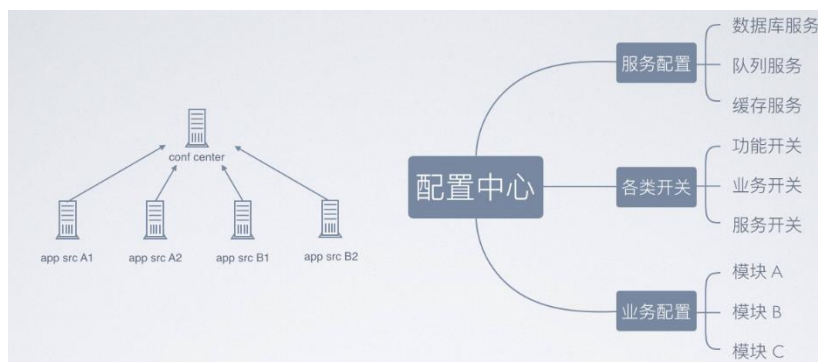 conf center
app src A1
app src A2
app src B1
app src B2
配置中心
服务配置
数据库服务
队列服务
缓存服务
各类开关
功能开关
业务开关
服务开关
业务配置
模块 A
模块 B
模块 C